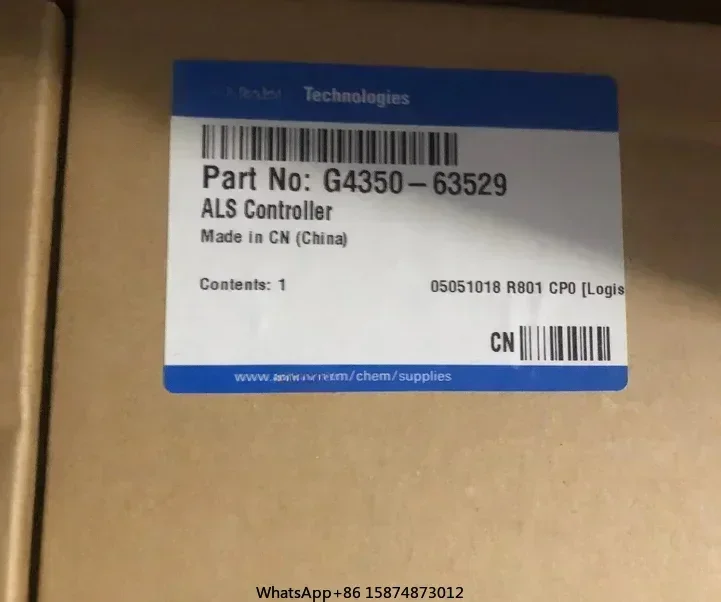 Technologies
Part No: G4350-63529
ALS Controller
Made in CN (China)
Contents: 1
05051018 R801 CP0 [Logis
CN
/chem/supplies
WhatsApp+86 15874873012